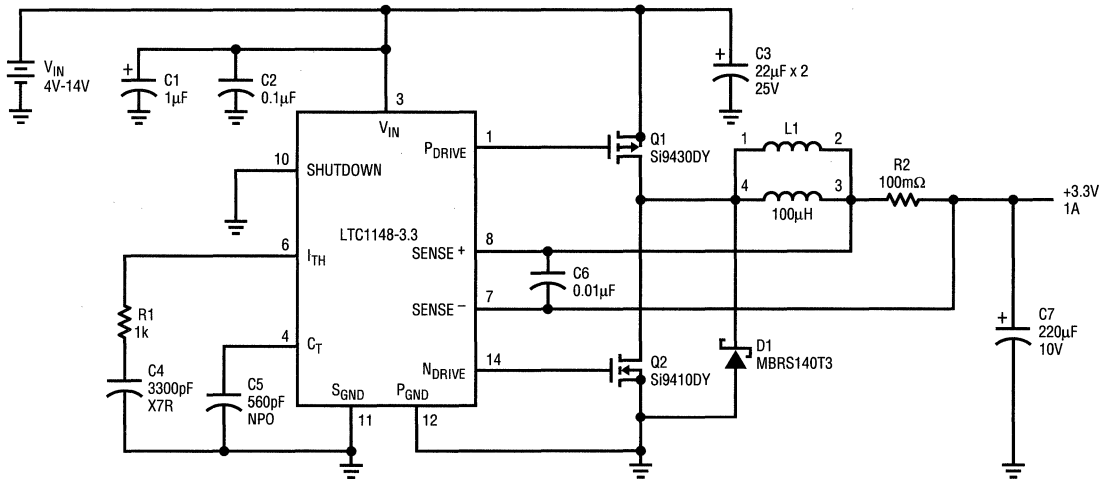 VIN
4V-14V
C1
1µF
C2
0.1µF
3
VIN
C3
22µF x 2
25V
PDRIVE
1
Q1
Si9430DY
10
SHUTDOWN
L1
1
2
4
3
100µH
R2
100mΩ
+3.3V
1A
LTC1148-3.3
6
ITH
SENSE +
8
C6
0.01µF
SENSE −
7
R1
1k
4
CT
C4
3300pF
X7R
C5
560pF
NPO
NDRIVE
14
Q2
Si9410DY
D1
MBRS140T3
C7
220µF
10V
SGND
PGND
11
12